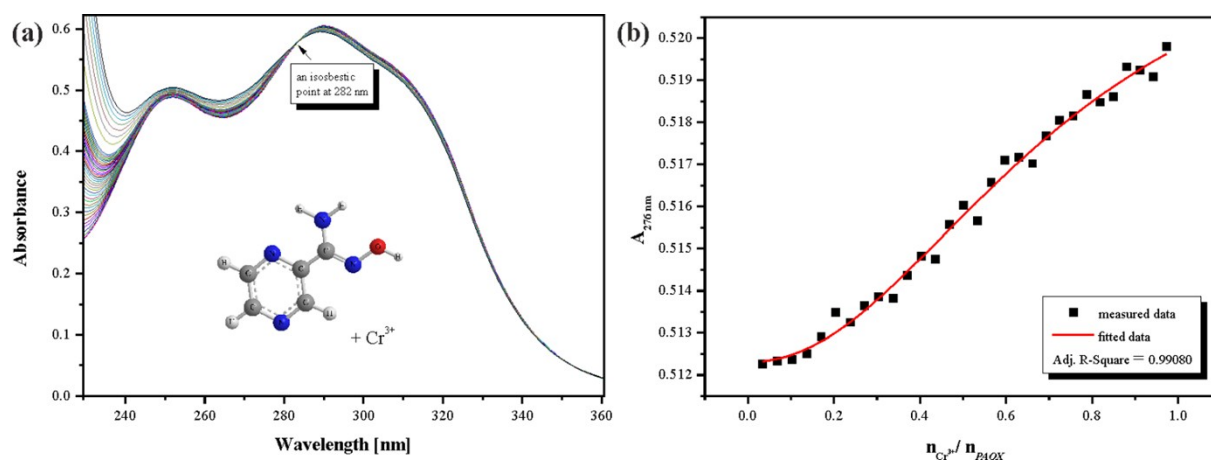 (a)
0.6
0.5
0.4
0.3
0.2
0.1
0.0
Absorbance
an isosbestic
point at 282 nm
+ Cr³⁺
240 260 280 300 320 340 360
Wavelength [nm]
(b)
0.520
0.519
0.518
0.517
0.516
0.515
0.514
0.513
0.512
A₂₇₆ ₙₘ
measured data
fitted data
Adj. R-Square = 0.99080
0.0 0.2 0.4 0.6 0.8 1.0
n_Cr³⁺ / n_PAOX